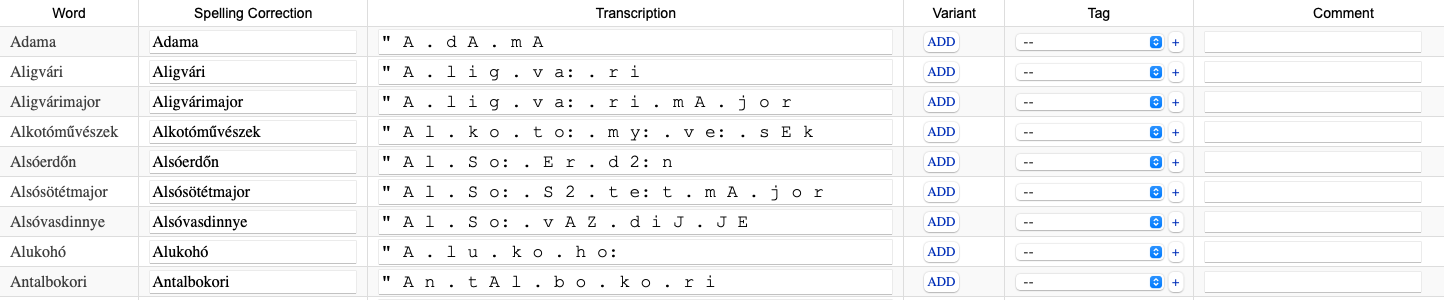 Word Spelling Correction Transcription Variant Tag Comment
Adama Adama " A . d A . m A ADD -- +
Aligvári Aligvári " A . l i g . v a: . r i ADD -- +
Aligvárimajor Aligvárimajor " A . l i g . v a: . r i . m A . j o r ADD -- +
Alkotóművészek Alkotóművészek " A l . k o . t o: . m y: . v e: . s E k ADD -- +
Alsóerdőn Alsóerdőn " A l . S o: . E r . d 2: n ADD -- +
Alsósötétmajor Alsósötétmajor " A l . S o: . S 2 . t e: t . m A . j o r ADD -- +
Alsóvasdinnye Alsóvasdinnye " A l . S o: . v A Z . d i J . J E ADD -- +
Alukohó Alukohó " A . l u . k o . h o: ADD -- +
Antalbokori Antalbokori " A n . t A l . b o . k o . r i ADD -- +